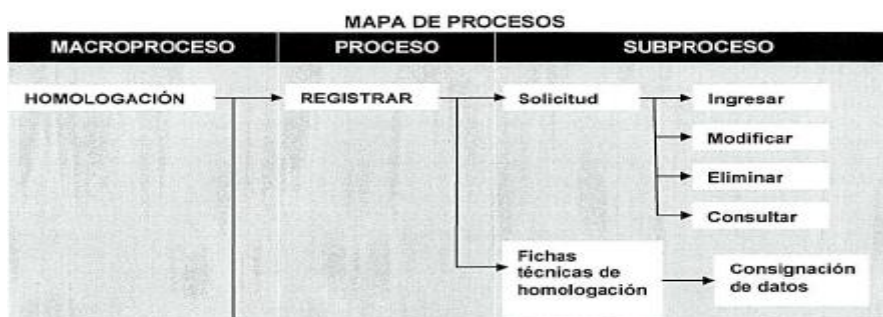 MAPA DE PROCESOS
MACROPROCESO PROCESO SUBPROCESO
HOMOLOGACIÓN REGISTRAR Solicitud Ingresar
Modificar
Eliminar
Consultar
Fichas
técnicas de
homologación
Consignación
de datos